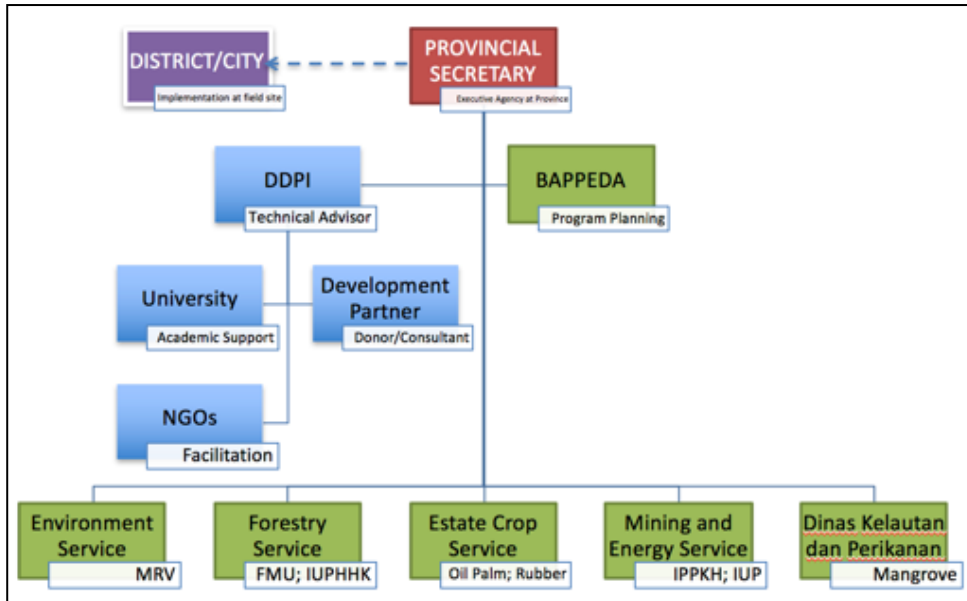 DISTRICT/CITY
Implementation at field site
PROVINCIAL
SECRETARY
Executive Agency at Province
DDPI
Technical Advisor
BAPPEDA
Program Planning
University
Academic Support
Development
Partner
Donor/Consultant
NGOs
Facilitation
Environment
Service
MRV
Forestry
Service
FMU; IUPHHK
Estate Crop
Service
Oil Palm; Rubber
Mining and
Energy Service
IPPKH; IUP
Dinas Kelautan
dan Perikanan
Mangrove